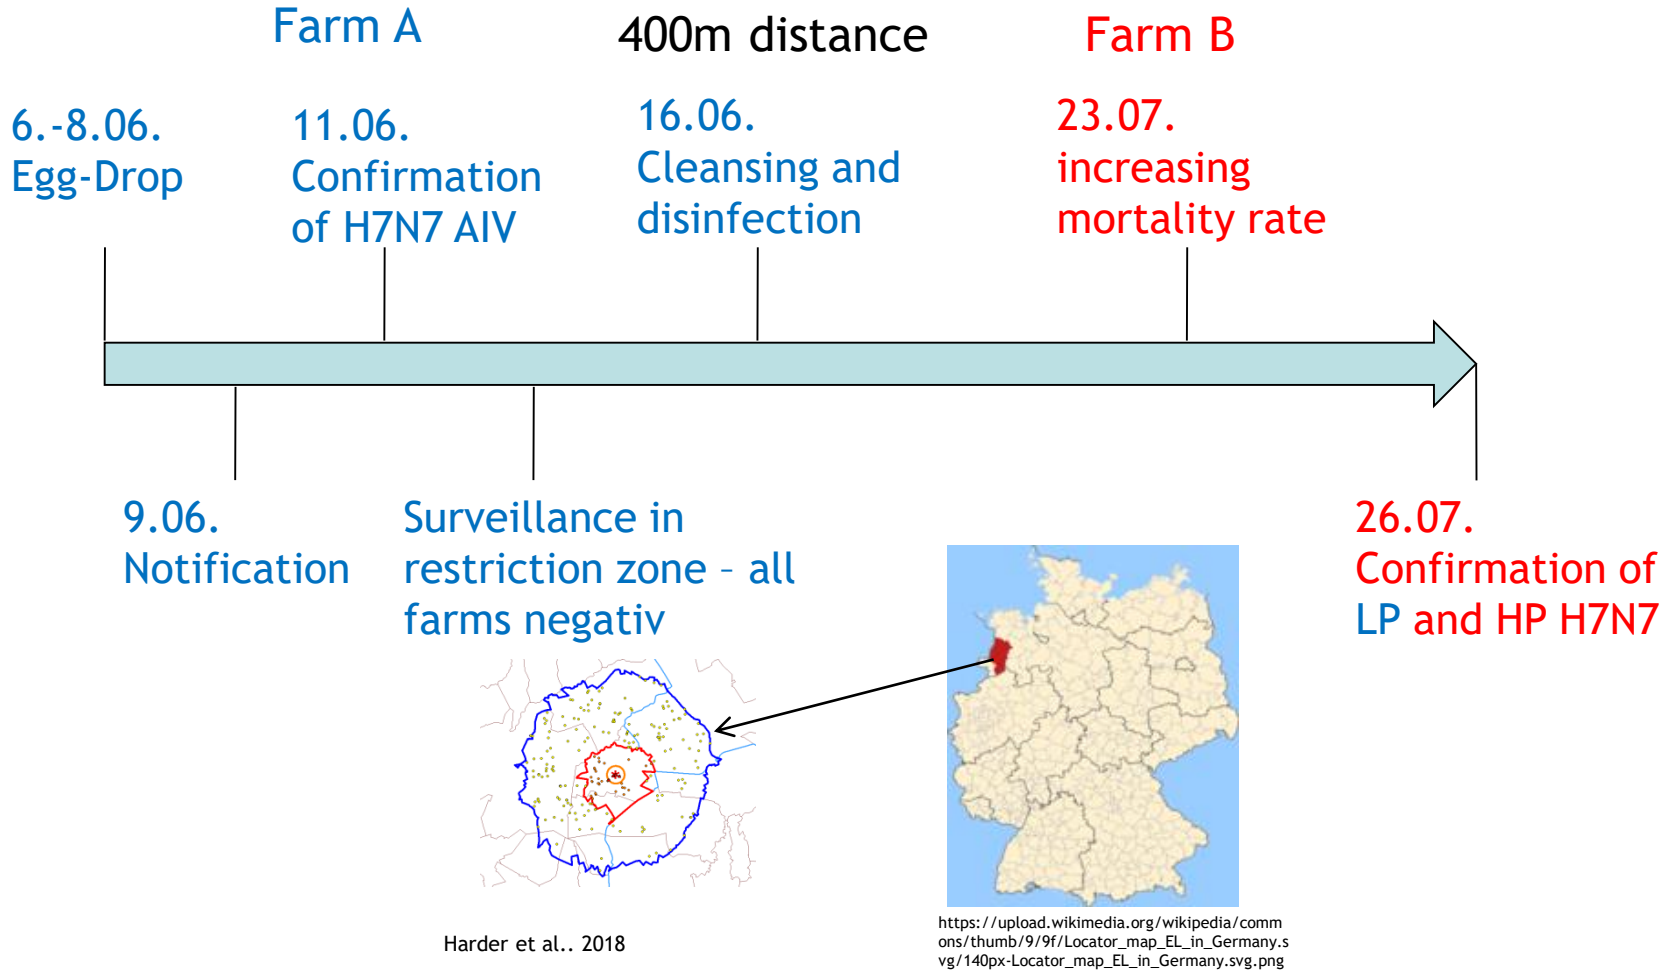 Farm A
400m distance
Farm B
6.-8.06.
Egg-Drop
11.06.
Confirmation
of H7N7 AIV
16.06.
Cleansing and
disinfection
23.07.
increasing
mortality rate
9.06.
Notification
Surveillance in
restriction zone – all
farms negativ
26.07.
Confirmation of
LP and HP H7N7
Harder et al.. 2018
https://upload.wikimedia.org/wikipedia/comm
ons/thumb/9/9f/Locator_map_EL_in_Germany.s
vg/140px-Locator_map_EL_in_Germany.svg.png